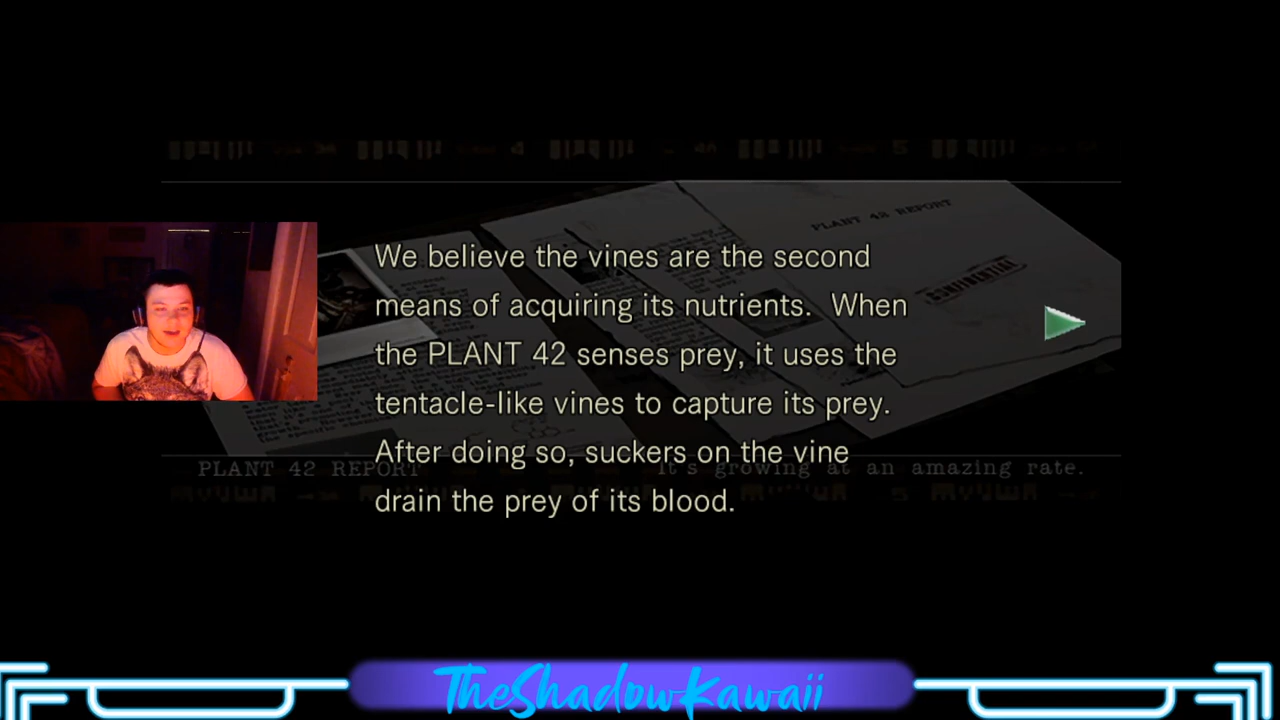 PLANT 42 REPORT
CONFIDENTIAL
We believe the vines are the second
means of acquiring its nutrients.  When
the PLANT 42 senses prey, it uses the
tentacle-like vines to capture its prey.
After doing so, suckers on the vine
drain the prey of its blood.
PLANT 42 REPORT
It's growing at an amazing rate.
TheShadowKawaii